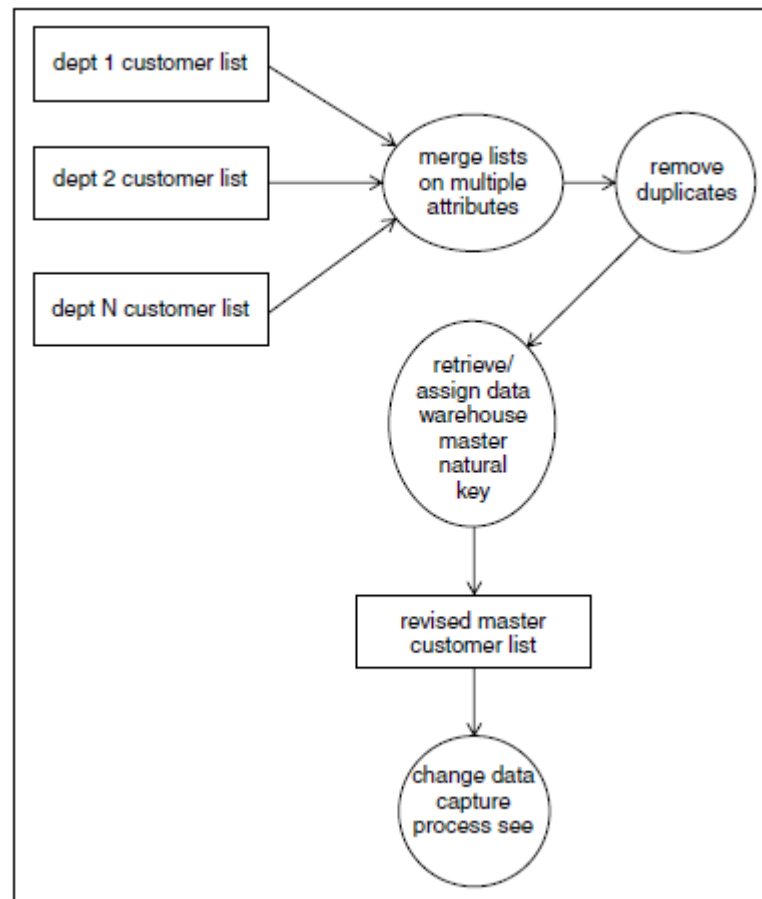 dept 1 customer list
dept 2 customer list
dept N customer list
merge lists
on multiple
attributes
remove
duplicates
retrieve/
assign data
warehouse
master
natural
key
revised master
customer list
change data
capture
process see